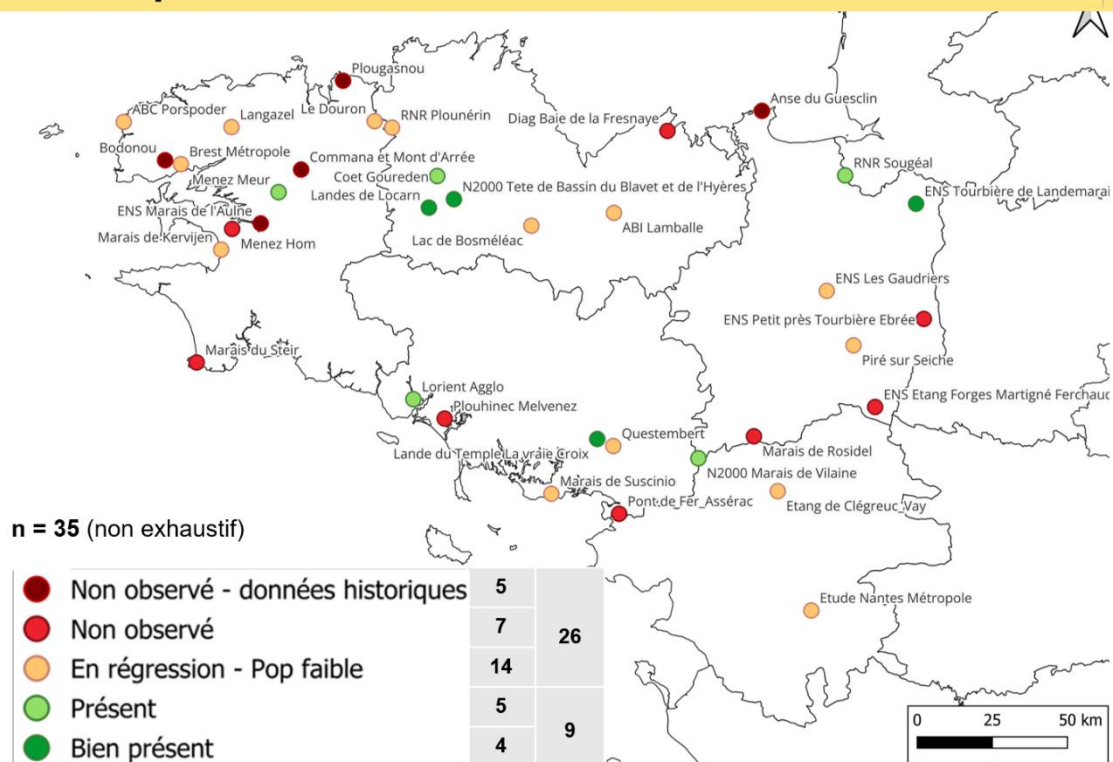 Plougasnou
ABC Porspoder
Langazel
Le Douron
RNR Plounérin
Diag Baie de la Fresnaye
Anse du Guesclin
Bodonou
Brest Métropole
Commana et Mont d'Arrée
RNR Sougéal
Menez Meur
Coet Goureden
N2000 Tete de Bassin du Blavet et de l'Hyères
ENS Tourbière de Landemarai
Landes de Locarn
ENS Marais de l'Aulne
ABI Lamballe
Marais de Kervijen
Menez Hom
Lac de Bosméléac
ENS Les Gaudriers
ENS Petit près Tourbière Ebrée
Marais du Steir
Piré sur Seiche
Lorient Agglo
ENS Etang Forges Martigné Ferchauc
Plouhinec Melvenez
Questembert
Lande du Temple La vraie Croix
Marais de Rosidel
N2000 Marais de Vilaine
Marais de Suscinio
Pont de Fer_Assérac
Etang de Clégreuc_Vay
n = 35 (non exhaustif)
Non observé - données historiques 5
Non observé 7
26
En régression - Pop faible 14
Présent 5
9
Bien présent 4
Etude Nantes Métropole
0 25 50 km